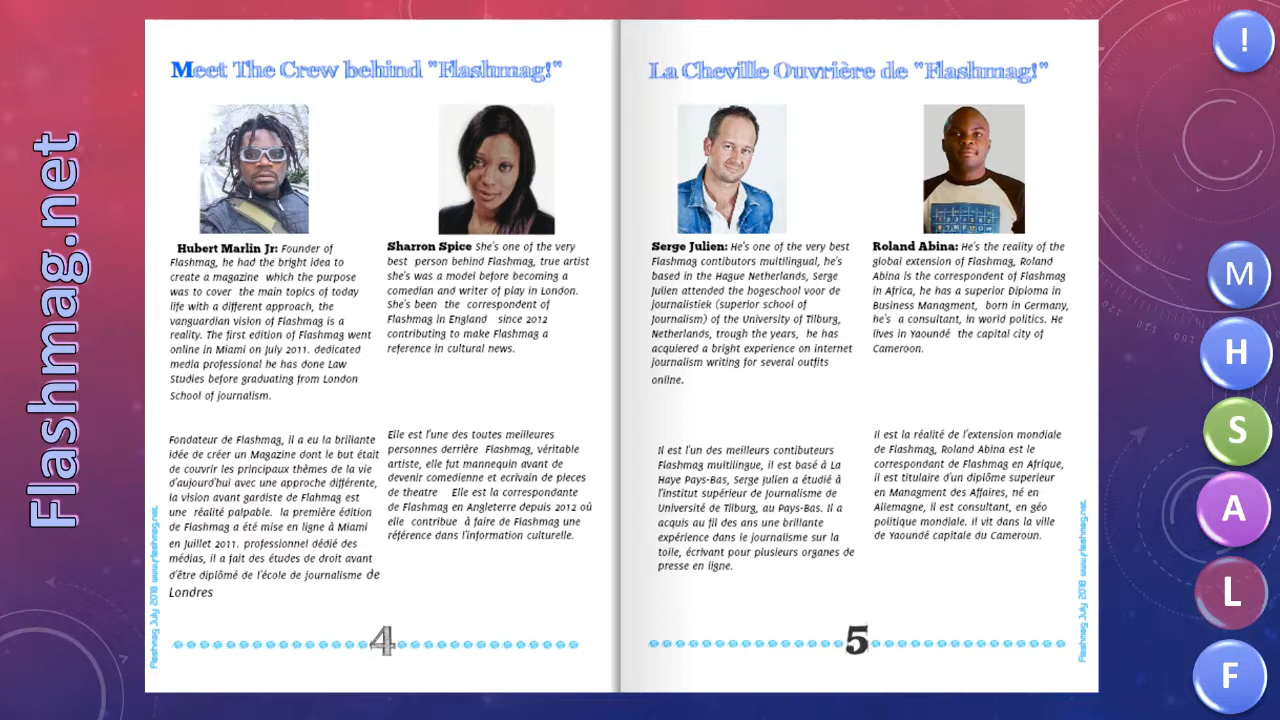 Flashmag.net
Meet The Crew behind "Flashmag!"
Hubert Marlin Jr: Founder of
Flashmag, he had the bright idea to
create a magazine which the purpose
was to cover the main topics of today
life with a different approach, the
vanguardian vision of Flashmag is a
reality. The first edition of Flashmag went
online in Miami on July 2011. dedicated
media professional he has done Law
Studies before graduating from London
School of journalism.
Sharron Spice She's one of the very
best person behind Flashmag, true artist
she's was a model before becoming a
comedian and writer of play in London.
She's been the correspondent of
Flashmag in England since 2012
contributing to make Flashmag a
reference in cultural news.
Fondateur de Flashmag, il a eu la brillante
idée de créer un Magazine dont le but était
de couvrir les principaux thèmes de la vie
d'aujourd'hui avec une approche différente,
la vision avant gardiste de Flahmag est
une réalité palpable. la première édition
de Flashmag a été mise en ligne à Miami
en Juillet 2011. professionnel dédié des
médias, il a fait des études de droit avant
d'être diplômé de l'école de journalisme de
Londres
Elle est l'une des toutes meilleures
personnes derrière Flashmag, véritable
artiste, elle fut mannequin avant de
devenir comedienne et ecrivain de pieces
de theatre Elle est la correspondante
de Flashmag en Angleterre depuis 2012 où
elle contribue à faire de Flashmag une
référence dans l'information culturelle.
Flashmag July 2018 www.flashmag.net
4
La Cheville Ouvrière de "Flashmag!"
Serge Julien: He's one of the very best
Flashmag contibutors multilingual, he's
based in the Hague Netherlands, Serge
Julien attended the hogeschool voor de
journalistiek (superior school of
Journalism) of the University of Tilburg,
Netherlands, trough the years, he has
acquiered a bright experience on internet
journalism writing for several outfits
online.
Roland Abina: He's the reality of the
global extension of Flashmag, Roland
Abina is the correspondent of Flashmag
in Africa, he has a superior Diploma in
Business Managment, born in Germany,
he's a consultant, in world politics. He
lives in Yaoundé the capital city of
Cameroon.
Il est l'un des meilleurs contibuteurs
Flashmag multilingue, il est basé à La
Haye Pays-Bas, Serge Julien a étudié à
l'institut supérieur de Journalisme de
Université de Tilburg, au Pays-Bas. Il a
acquis au fil des ans une brillante
expérience dans le journalisme sur la
toile, écrivant pour plusieurs organes de
presse en ligne.
Il est la réalité de l'extension mondiale
de Flashmag, Roland Abina est le
correspondant de Flashmag en Afrique,
il est titulaire d'un diplôme superieur
en Managment des Affaires, né en
Allemagne, il est consultant, en géo
politique mondiale. Il vit dans la ville
de Yaoundé capitale du Cameroun.
Flashmag July 2018 www.flashmag.net
5
!
M
H
S
A
L
F